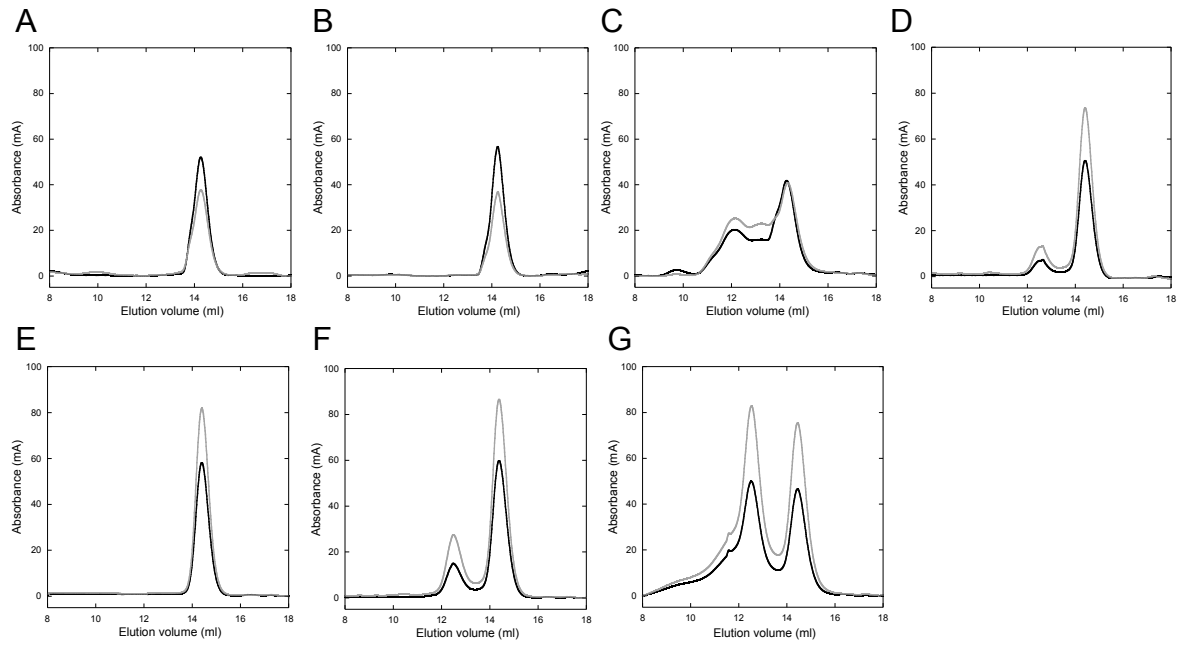 A B C D
100 100 100 100
80 80 80 80
60 60 60 60
40 40 40 40
20 20 20 20
0 0 0 0
Absorbance (mA) Absorbance (mA) Absorbance (mA) Absorbance (mA)
8 10 12 14 16 18 8 10 12 14 16 18 8 10 12 14 16 18 8 10 12 14 16 18
Elution volume (ml) Elution volume (ml) Elution volume (ml) Elution volume (ml)
E F G
100 100 100
80 80 80
60 60 60
40 40 40
20 20 20
0 0 0
Absorbance (mA) Absorbance (mA) Absorbance (mA)
8 10 12 14 16 18 8 10 12 14 16 18 8 10 12 14 16 18
Elution volume (ml) Elution volume (ml) Elution volume (ml)